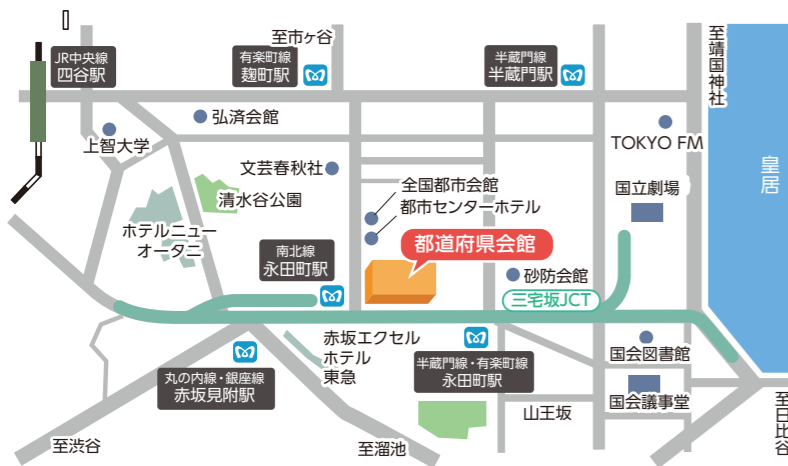 至市ヶ谷
JR中央線
四谷駅
有楽町線
麹町駅
半蔵門線
半蔵門駅
至靖国神社
弘済会館
上智大学
TOKYO FM
皇居
文芸春秋社
清水谷公園
全国都市会館
都市センターホテル
国立劇場
ホテルニュー
オータニ
都道府県会館
南北線
永田町駅
砂防会館
三宅坂JCT
赤坂エクセル
ホテル
東急
半蔵門線・有楽町線
永田町駅
国会図書館
丸の内線・銀座線
赤坂見附駅
国会議事堂
山王坂
至日比谷
至渋谷
至溜池